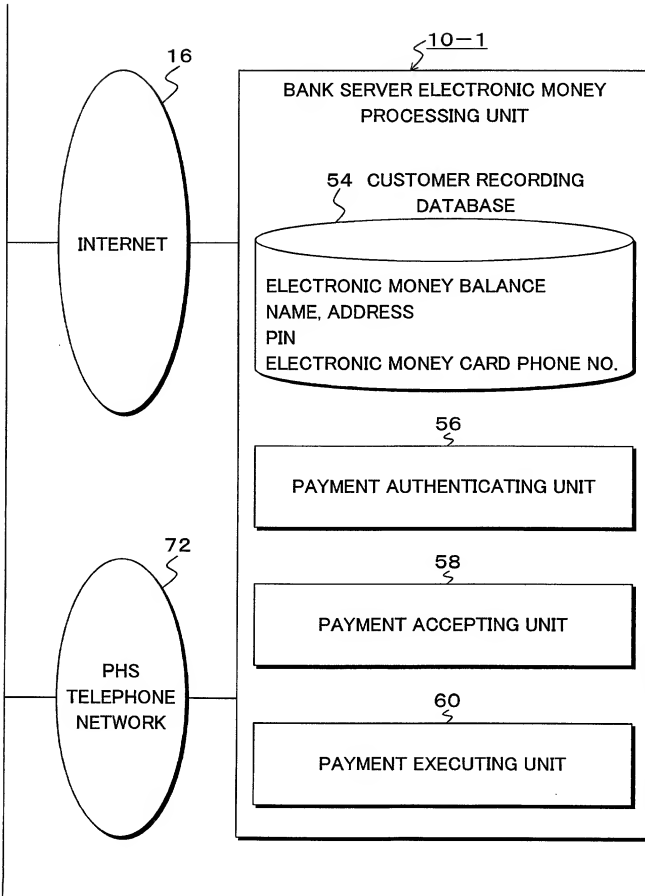 10-1
16
BANK SERVER ELECTRONIC MONEY
PROCESSING UNIT
54 CUSTOMER RECORDING
DATABASE
INTERNET
ELECTRONIC MONEY BALANCE
NAME, ADDRESS
PIN
ELECTRONIC MONEY CARD PHONE NO.
56
PAYMENT AUTHENTICATING UNIT
72
58
PAYMENT ACCEPTING UNIT
PHS
TELEPHONE
NETWORK
60
PAYMENT EXECUTING UNIT